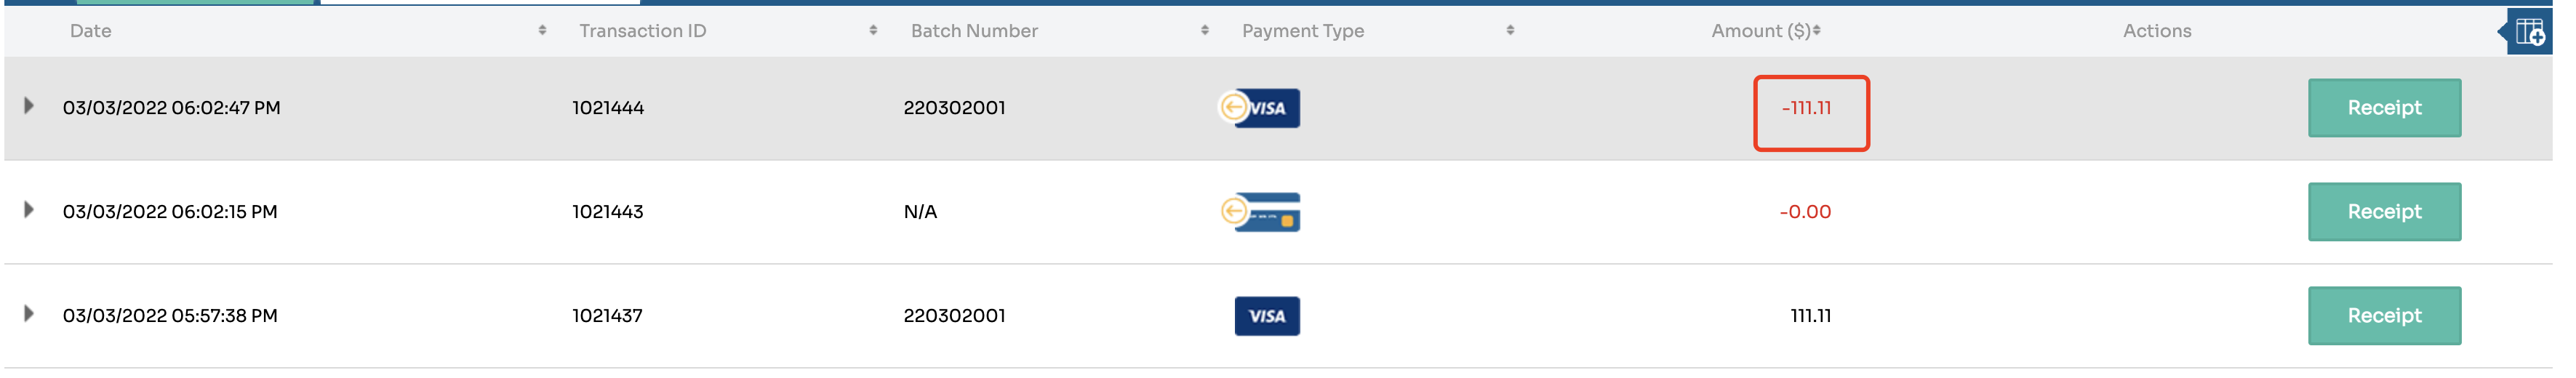 Date Transaction ID Batch Number Payment Type Amount ($) Actions
03/03/2022 06:02:47 PM 1021444 220302001 VISA -111.11 Receipt
03/03/2022 06:02:15 PM 1021443 N/A -0.00 Receipt
03/03/2022 05:57:38 PM 1021437 220302001 VISA 111.11 Receipt